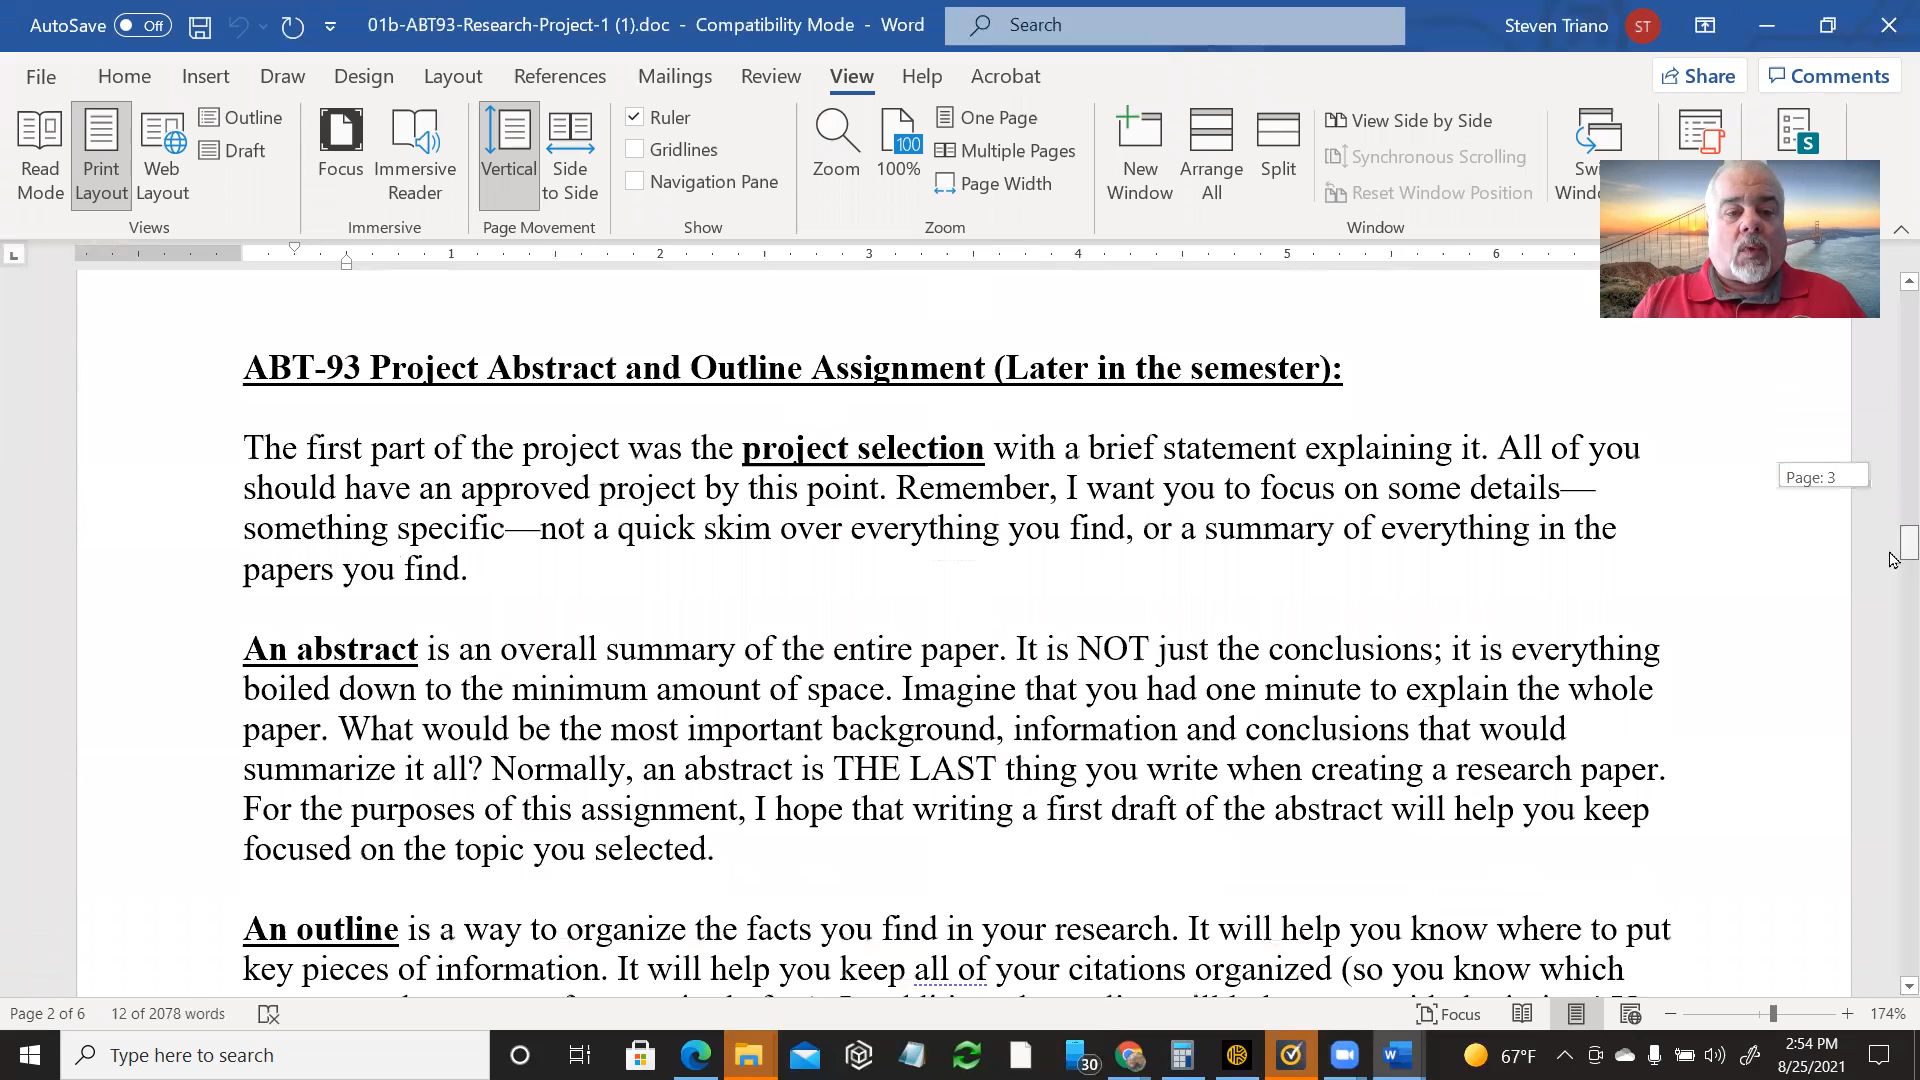 AutoSave Off 01b-ABT93-Research-Project-1 (1).doc - Compatibility Mode - Word Search Steven Triano ST
File Home Insert Draw Design Layout References Mailings Review View Help Acrobat Share Comments
Read Mode
Print Layout
Web Layout
Outline
Draft
Views
Focus
Immersive Reader
Immersive
Vertical
Side to Side
Page Movement
Ruler
Gridlines
Navigation Pane
Show
Zoom
100
100%
One Page
Multiple Pages
Page Width
Zoom
New Window
Arrange All
Split
View Side by Side
Synchronous Scrolling
Reset Window Position
Window
S
L 1 2 3 4 5 6
ABT-93 Project Abstract and Outline Assignment (Later in the semester):
The first part of the project was the project selection with a brief statement explaining it. All of you
should have an approved project by this point. Remember, I want you to focus on some details—
something specific—not a quick skim over everything you find, or a summary of everything in the
papers you find.
Page: 3
An abstract is an overall summary of the entire paper. It is NOT just the conclusions; it is everything
boiled down to the minimum amount of space. Imagine that you had one minute to explain the whole
paper. What would be the most important background, information and conclusions that would
summarize it all? Normally, an abstract is THE LAST thing you write when creating a research paper.
For the purposes of this assignment, I hope that writing a first draft of the abstract will help you keep
focused on the topic you selected.
An outline is a way to organize the facts you find in your research. It will help you know where to put
key pieces of information. It will help you keep all of your citations organized (so you know which
Page 2 of 6 12 of 2078 words Focus 174%
Type here to search 30 W 67°F 2:54 PM
8/25/2021